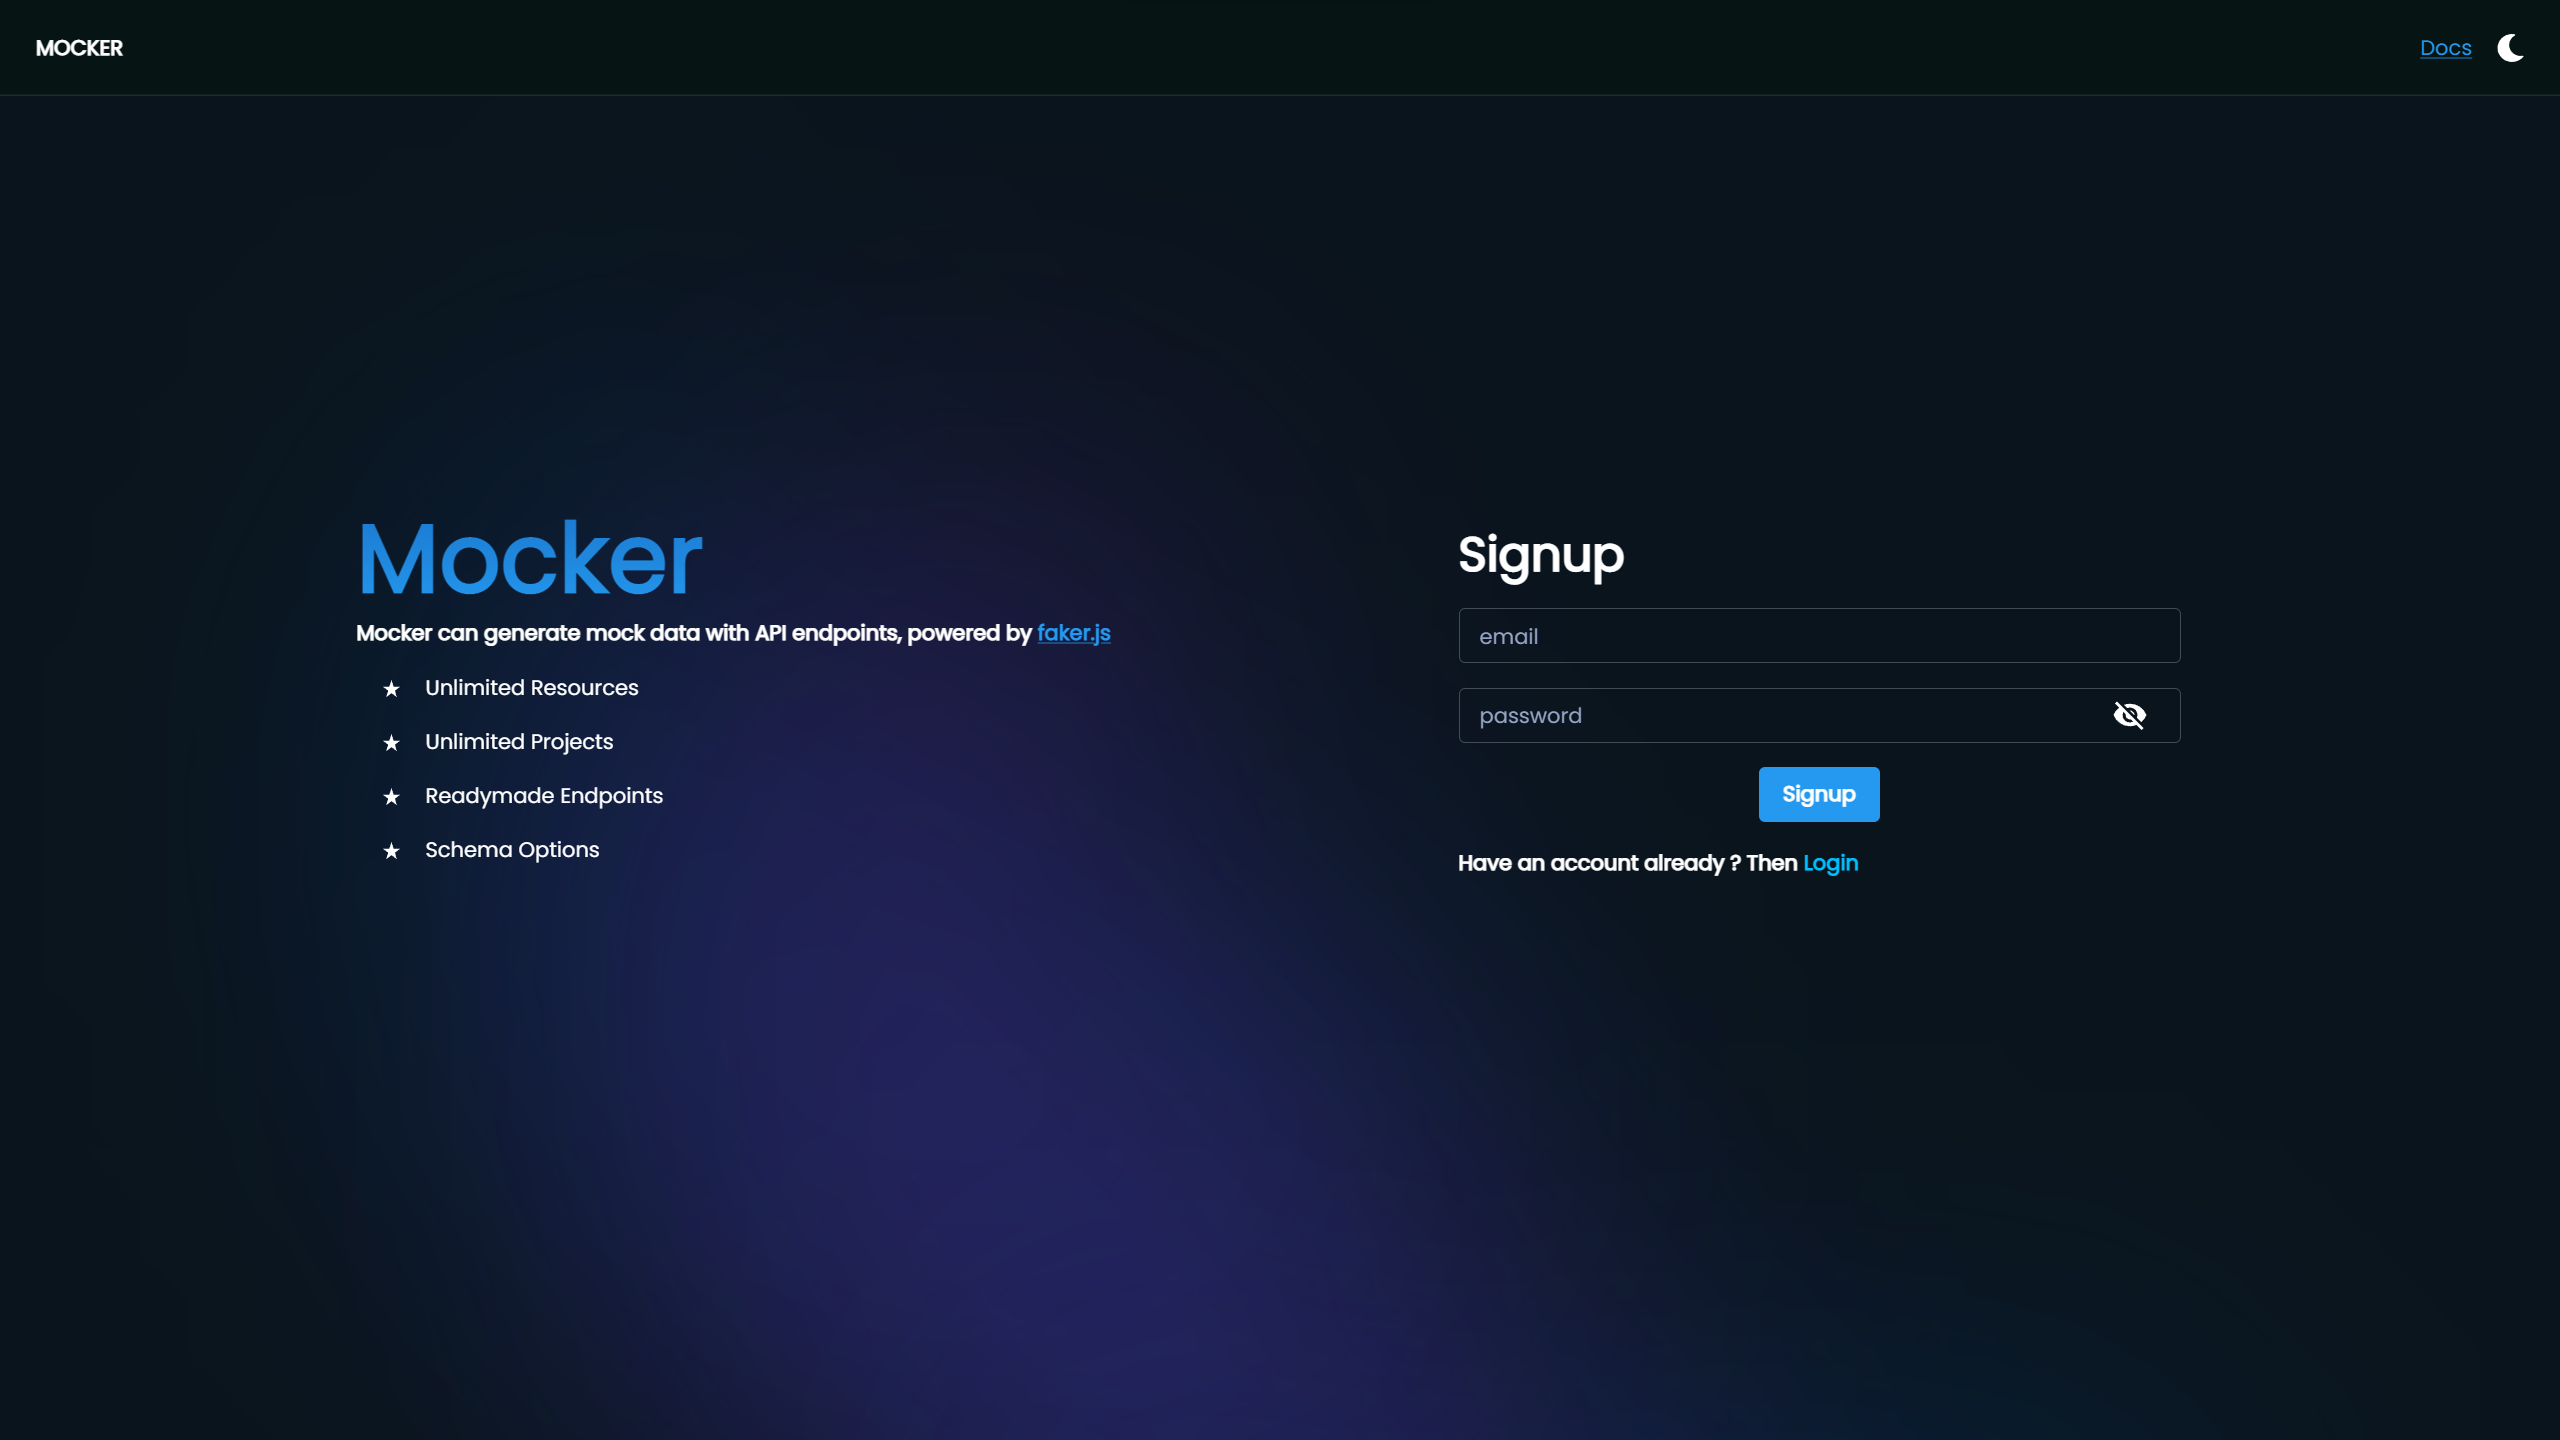 MOCKER
Docs
Mocker
Mocker can generate mock data with API endpoints, powered by faker.js
★ Unlimited Resources
★ Unlimited Projects
★ Readymade Endpoints
★ Schema Options
Signup
email
password
Signup
Have an account already ? Then Login